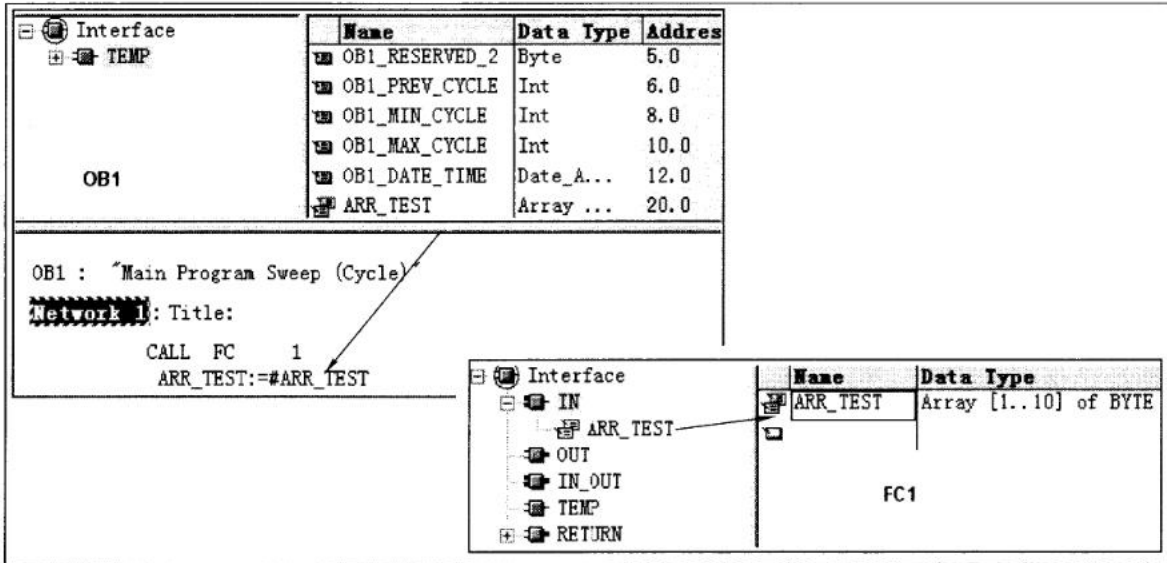 Interface
TEMP
OB1
Name Data Type Addres
OB1_RESERVED_2 Byte 5.0
OB1_PREV_CYCLE Int 6.0
OB1_MIN_CYCLE Int 8.0
OB1_MAX_CYCLE Int 10.0
OB1_DATE_TIME Date_A... 12.0
ARR_TEST Array ... 20.0
OB1 : "Main Program Sweep (Cycle)"
Network 1: Title:
CALL FC 1
ARR_TEST:=#ARR_TEST
Interface
IN
ARR_TEST
OUT
IN_OUT
TEMP
RETURN
Name Data Type
ARR_TEST Array [1..10] of BYTE
FC1